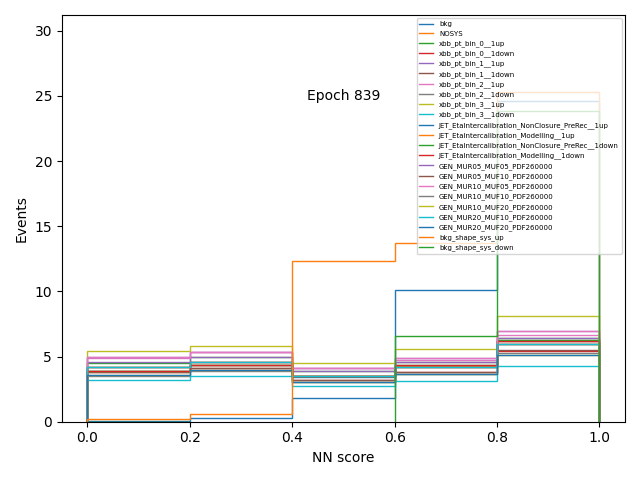 bkg
NOSYS
xbb_pt_bin_0__1up
xbb_pt_bin_0__1down
xbb_pt_bin_1__1up
xbb_pt_bin_1__1down
xbb_pt_bin_2__1up
xbb_pt_bin_2__1down
xbb_pt_bin_3__1up
xbb_pt_bin_3__1down
JET_EtaIntercalibration_NonClosure_PreRec__1up
JET_EtaIntercalibration_Modelling__1up
JET_EtaIntercalibration_NonClosure_PreRec__1down
JET_EtaIntercalibration_Modelling__1down
GEN_MUR05_MUF05_PDF260000
GEN_MUR05_MUF10_PDF260000
GEN_MUR10_MUF05_PDF260000
GEN_MUR10_MUF10_PDF260000
GEN_MUR10_MUF20_PDF260000
GEN_MUR20_MUF10_PDF260000
GEN_MUR20_MUF20_PDF260000
bkg_shape_sys_up
bkg_shape_sys_down
Epoch 839
Events
30
25
20
15
10
5
0
0.0 0.2 0.4 0.6 0.8 1.0
NN score